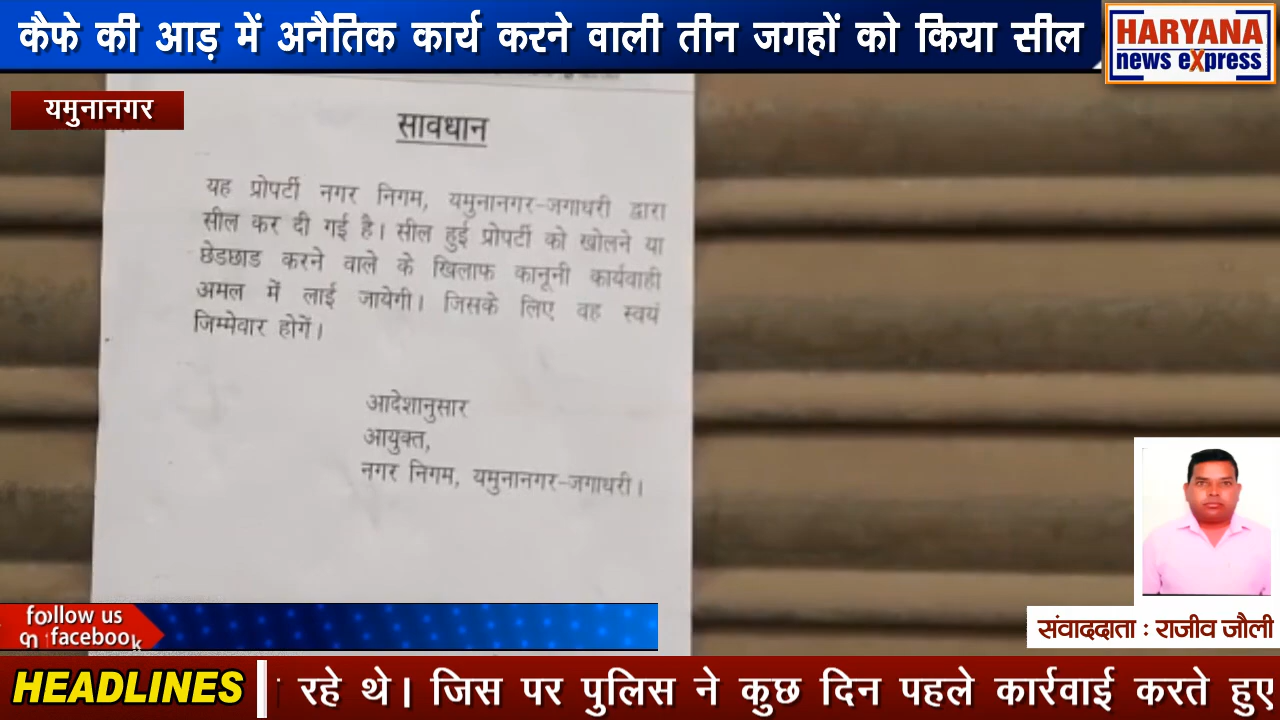 कैफे की आड़ में अनैतिक कार्य करने वाली तीन जगहों को किया सील
HARYANA
news eXpress
यमुनानगर
सावधान
यह प्रोपर्टी नगर निगम, यमुनानगर-जगाधरी द्वारा
सील कर दी गई है। सील हुई प्रोपर्टी को खोलने या
छेडछाड करने वाले के खिलाफ कानूनी कार्यवाही
अमल में लाई जायेगी। जिसके लिए वह स्वयं
जिम्मेवार होगें।
आदेशानुसार
आयुक्त,
नगर निगम, यमुनानगर-जगाधरी।
follow us
on facebook
संवाददाता : राजीव जौली
HEADLINES
रहे थे। जिस पर पुलिस ने कुछ दिन पहले कार्रवाई करते हुए